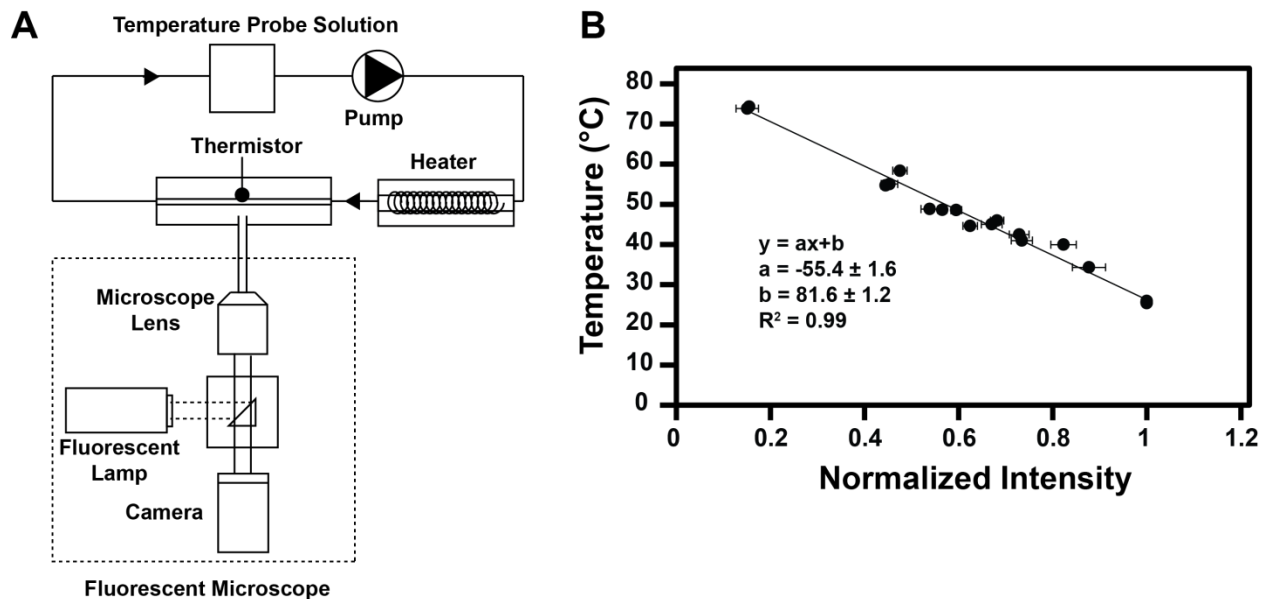 A
Temperature Probe Solution
Pump
Thermistor
Heater
Microscope
Lens
Fluorescent
Lamp
Camera
Fluorescent Microscope
B
Temperature (°C)
80
70
60
50
40
30
20
10
0
y = ax+b
a = -55.4 ± 1.6
b = 81.6 ± 1.2
R² = 0.99
0 0.2 0.4 0.6 0.8 1 1.2
Normalized Intensity